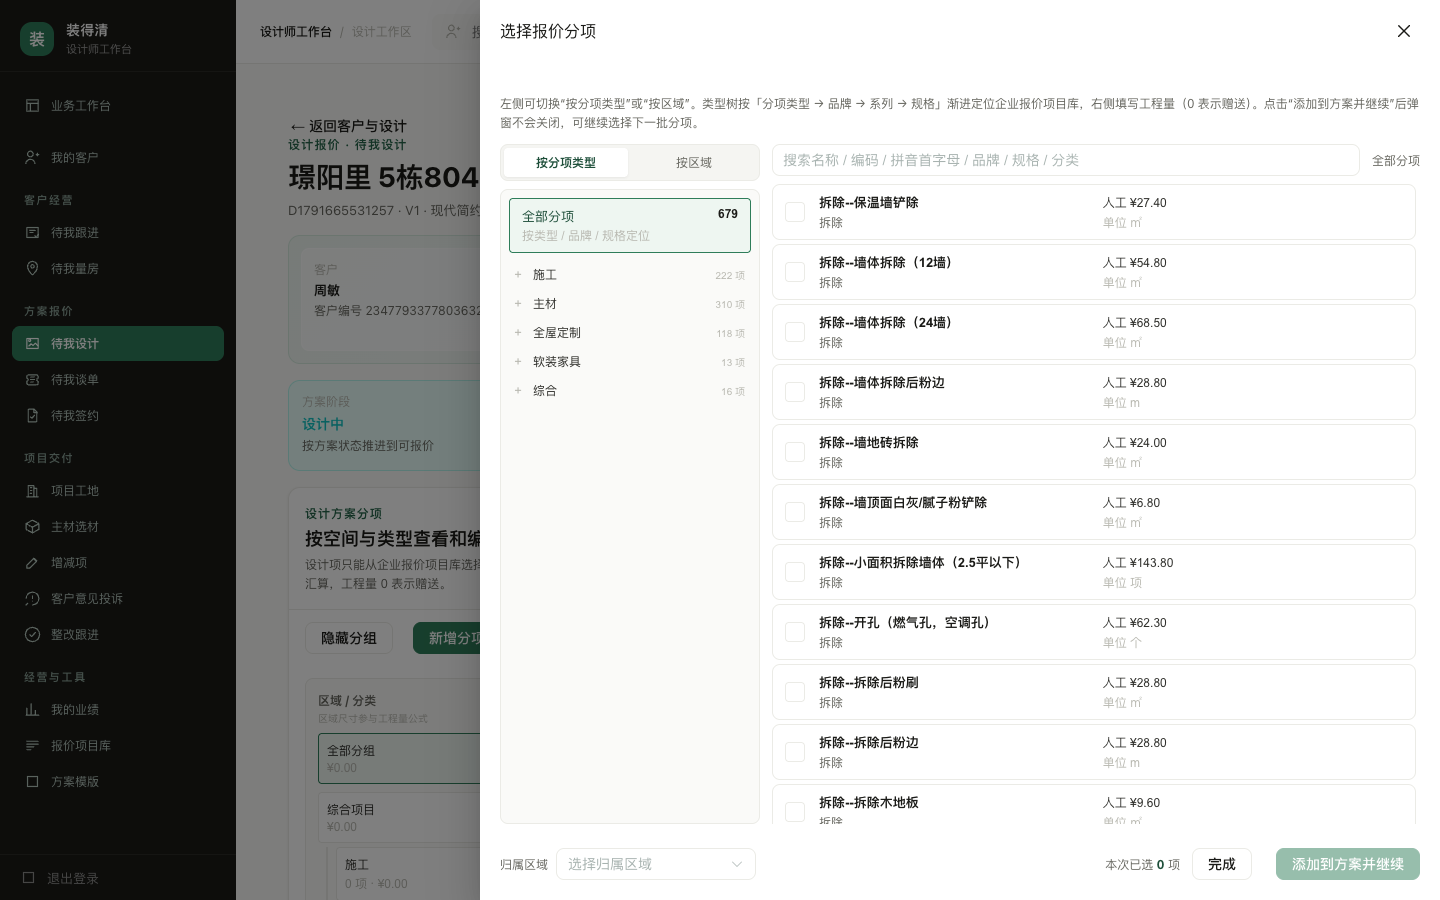 装
装得清
设计师工作台
业务工作台
我的客户
客户经营
待我跟进
待我量房
方案报价
待我设计
待我谈单
待我签约
项目交付
项目工地
主材选材
增减项
客户意见投诉
整改跟进
经营与工具
我的业绩
报价项目库
方案模版
退出登录
设计师工作台 / 设计工作区
← 返回客户与设计
设计报价 · 待我设计
璟阳里 5栋804
D1791665531257 · V1 · 现代简约
客户
周敏
客户编号 2347793377803632
方案阶段
设计中
按方案状态推进到可报价
设计方案分项
按空间与类型查看和编
设计项只能从企业报价项目库选择
汇算，工程量 0 表示赠送。
隐藏分组
新增分项
区域 / 分类
区域尺寸参与工程量公式
全部分组
¥0.00
综合项目
¥0.00
施工
0 项 · ¥0.00
选择报价分项
左侧可切换“按分项类型”或“按区域”。类型树按「分项类型 → 品牌 → 系列 → 规格」渐进定位企业报价项目库，右侧填写工程量（0 表示赠送）。点击“添加到方案并继续”后弹
窗不会关闭，可继续选择下一批分项。
按分项类型
按区域
全部分项 679
按类型 / 品牌 / 规格定位
+ 施工 222 项
+ 主材 310 项
+ 全屋定制 118 项
+ 软装家具 13 项
+ 综合 16 项
搜索名称 / 编码 / 拼音首字母 / 品牌 / 规格 / 分类
全部分项
拆除--保温墙铲除 人工 ¥27.40
拆除 单位 ㎡
拆除--墙体拆除（12墙） 人工 ¥54.80
拆除 单位 ㎡
拆除--墙体拆除（24墙） 人工 ¥68.50
拆除 单位 ㎡
拆除--墙体拆除后粉边 人工 ¥28.80
拆除 单位 m
拆除--墙地砖拆除 人工 ¥24.00
拆除 单位 ㎡
拆除--墙顶面白灰/腻子粉铲除 人工 ¥6.80
拆除 单位 ㎡
拆除--小面积拆除墙体（2.5平以下） 人工 ¥143.80
拆除 单位 项
拆除--开孔（燃气孔，空调孔） 人工 ¥62.30
拆除 单位 个
拆除--拆除后粉刷 人工 ¥28.80
拆除 单位 ㎡
拆除--拆除后粉边 人工 ¥28.80
拆除 单位 m
拆除--拆除木地板 人工 ¥9.60
拆除 单位 ㎡
归属区域 选择归属区域
本次已选 0 项
完成
添加到方案并继续